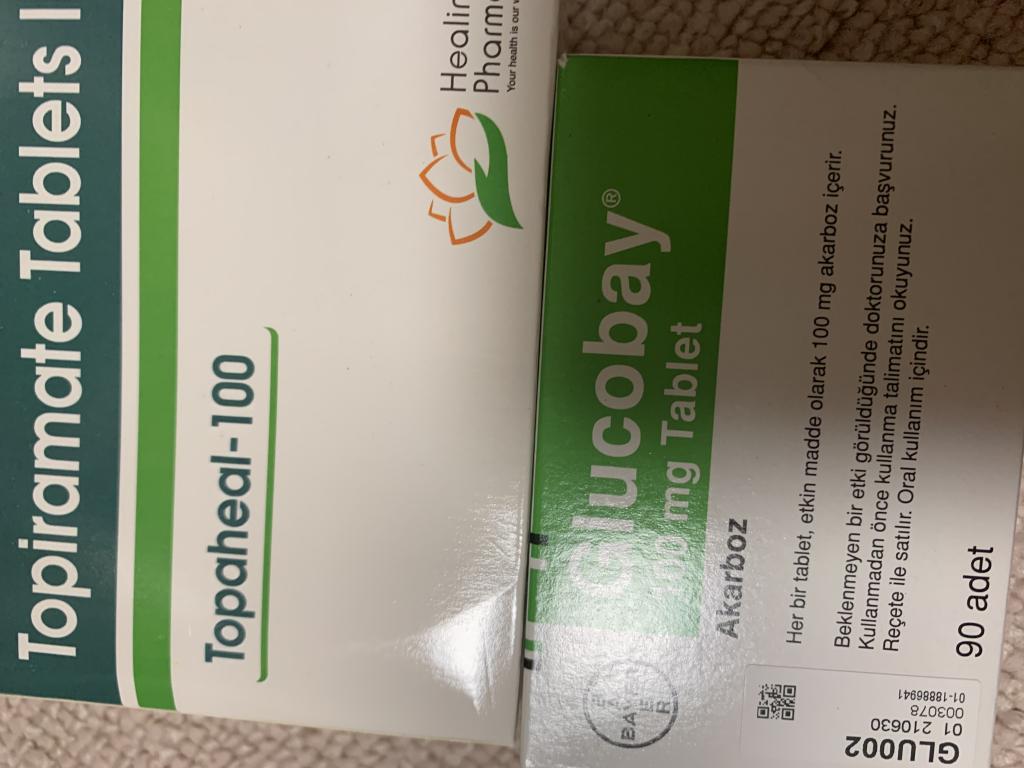 Topiramate Tablets
Topaheal-100
Your health is our
Glucobay®
100 mg Tablet
Akarboz
Her bir tablet, etkin madde olarak 100 mg akarboz içerir.
Beklenmeyen bir etki görüldüğünde doktorunuza başvurunuz.
Kullanmadan önce kullanma talimatını okuyunuz.
Reçete ile satılır. Oral kullanım içindir.
90 adet
BAYER
GLU002
01 210630
003078
01-18886941